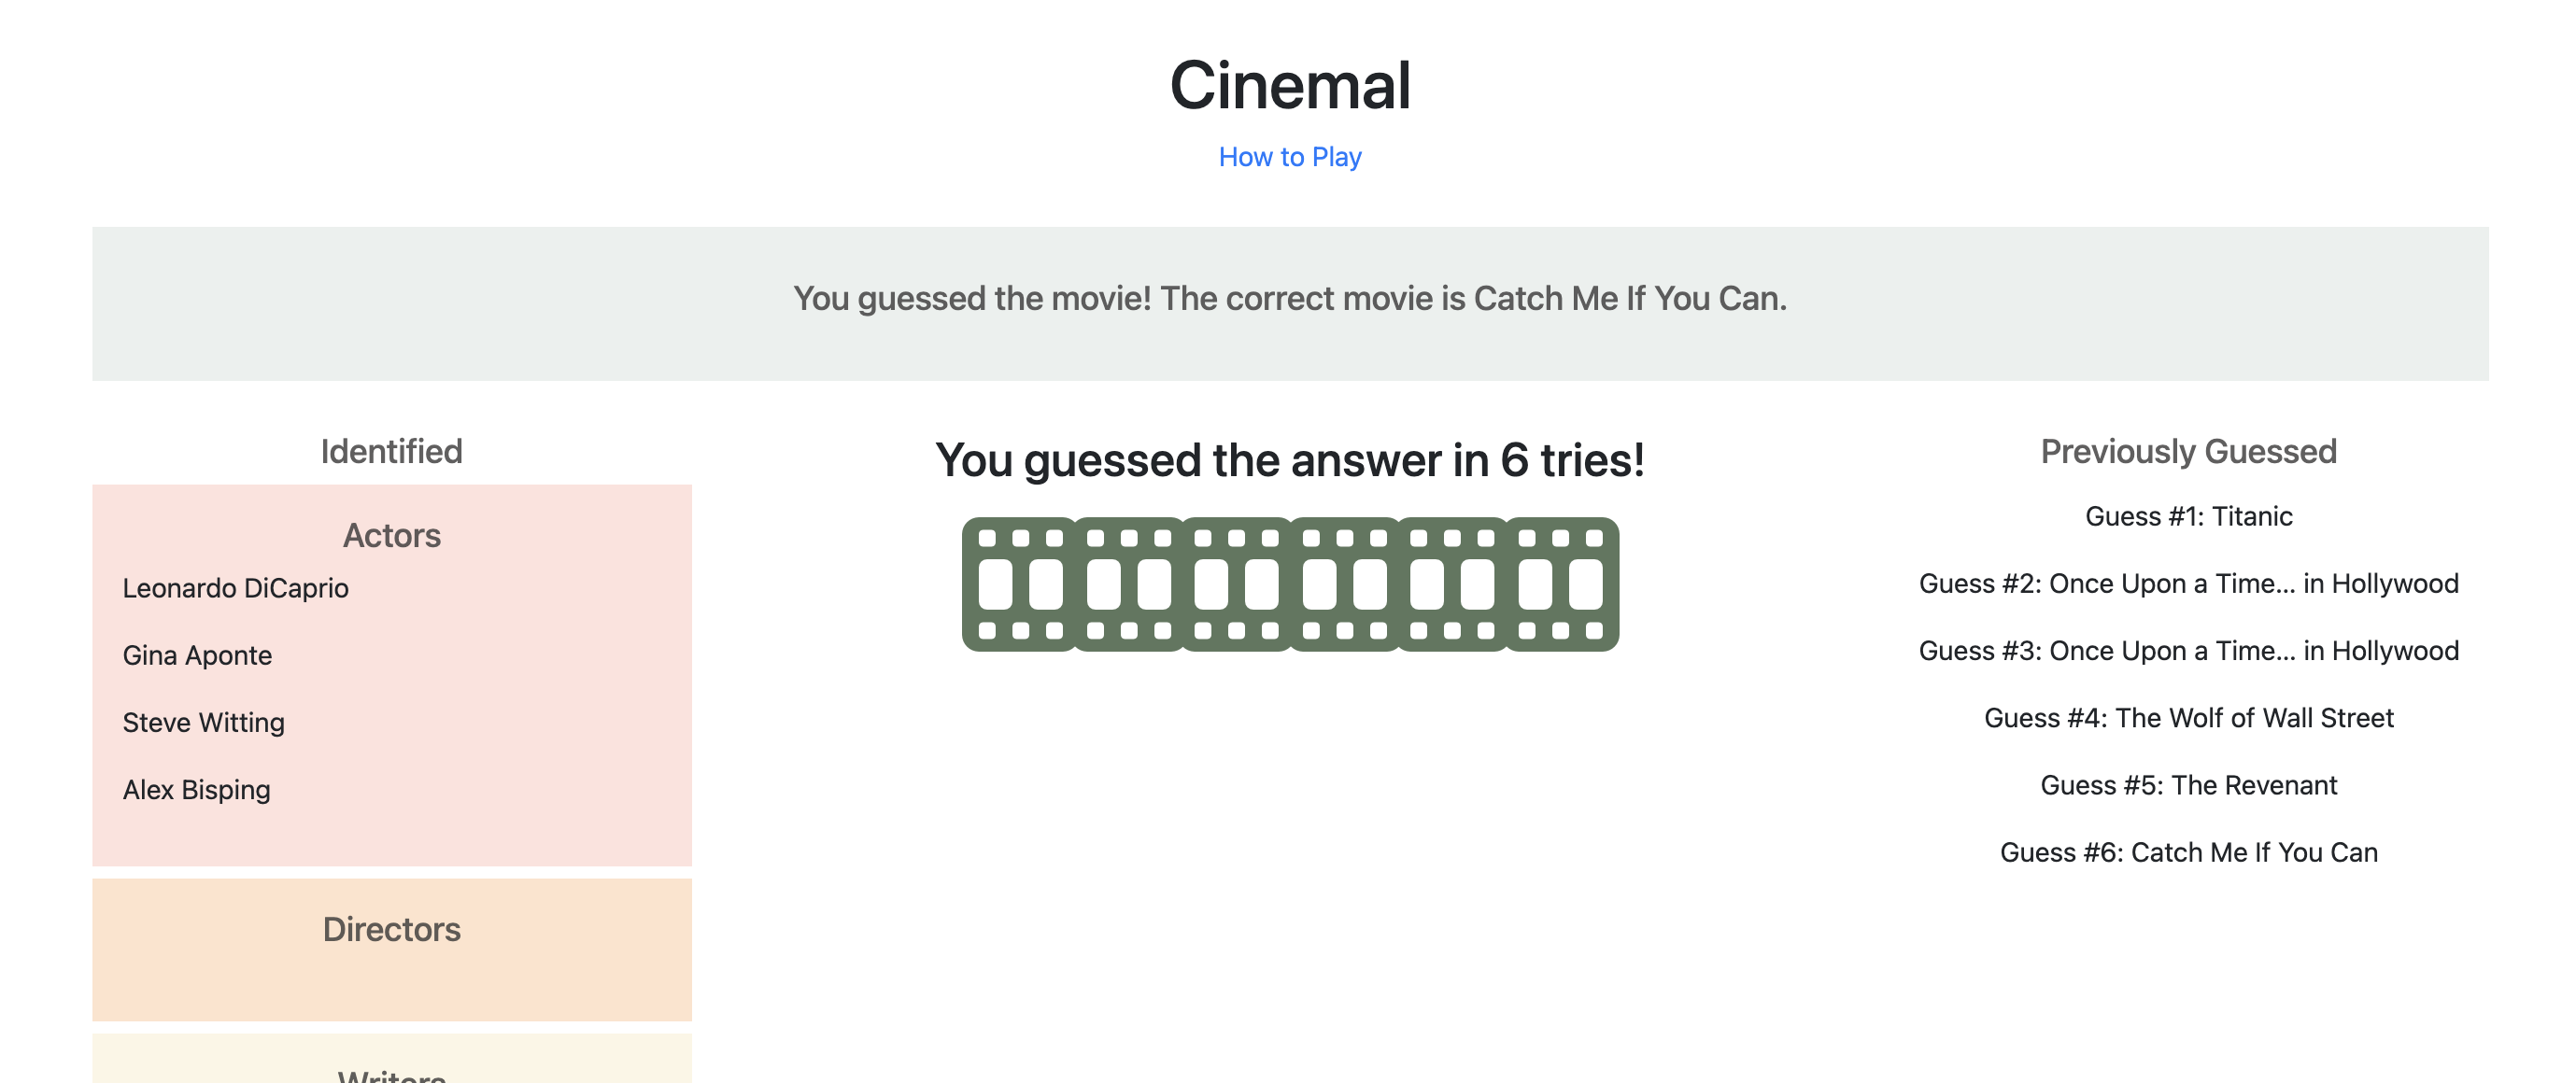 Cinemal
How to Play
You guessed the movie! The correct movie is Catch Me If You Can.
Identified
Actors
Leonardo DiCaprio
Gina Aponte
Steve Witting
Alex Bisping
Directors
Writers
You guessed the answer in 6 tries!
Previously Guessed
Guess #1: Titanic
Guess #2: Once Upon a Time... in Hollywood
Guess #3: Once Upon a Time... in Hollywood
Guess #4: The Wolf of Wall Street
Guess #5: The Revenant
Guess #6: Catch Me If You Can